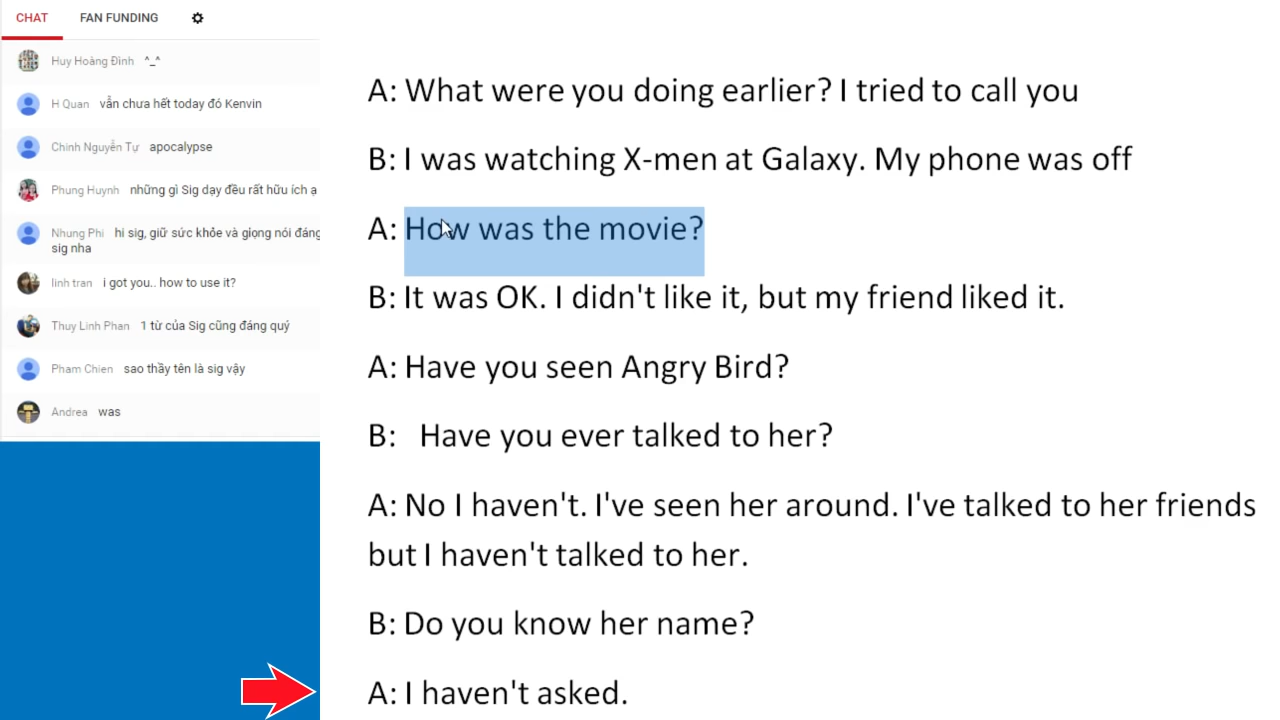 CHAT FAN FUNDING
Huy Hoàng Đình ^_^
H Quan vẫn chưa hết today đó Kenvin
Chinh Nguyễn Tự apocalypse
Phung Huynh những gì Sig dạy đều rất hữu ích ạ
Nhung Phi hi sig, giữ sức khỏe và giọng nói đáng
sig nha
linh tran i got you.. how to use it?
Thuy Linh Phan 1 từ của Sig cũng đáng quý
Pham Chien sao thầy tên là sig vậy
Andrea was
A: What were you doing earlier? I tried to call you
B: I was watching X-men at Galaxy. My phone was off
A: How was the movie?
B: It was OK. I didn't like it, but my friend liked it.
A: Have you seen Angry Bird?
B: Have you ever talked to her?
A: No I haven't. I've seen her around. I've talked to her friends
but I haven't talked to her.
B: Do you know her name?
A: I haven't asked.